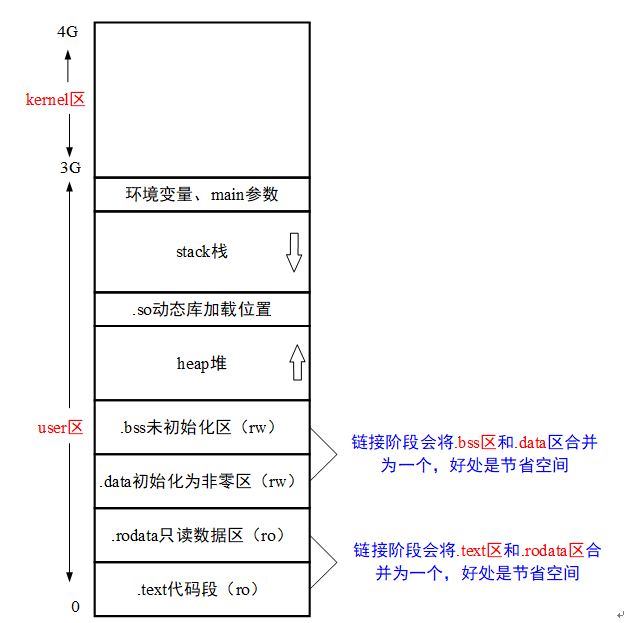 4G
kernel区
3G
环境变量、main参数
stack栈
.so动态库加载位置
heap堆
user区
.bss未初始化区（rw）
链接阶段会将.bss区和.data区合并
为一个，好处是节省空间
.data初始化为非零区（rw）
.rodata只读数据区（ro）
链接阶段会将.text区和.rodata区合
并为一个，好处是节省空间
.text代码段（ro）
0